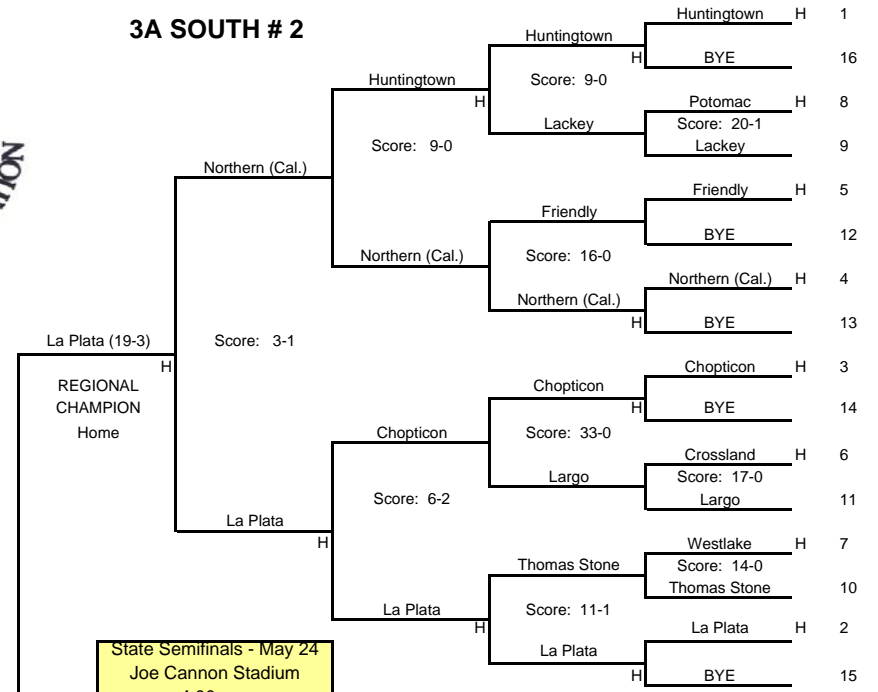 3A SOUTH # 2
Huntingtown H 1
BYE 16
Huntingtown
H
Score: 9-0
Potomac H 8
Score: 20-1
Lackey 9
Lackey
Huntingtown
H
Score: 9-0
Friendly H 5
BYE 12
Friendly
Score: 16-0
Northern (Cal.) H 4
BYE 13
Northern (Cal.)
H
Northern (Cal.)
Northern (Cal.)
Score: 3-1
La Plata (19-3)
H
REGIONAL
CHAMPION
Home
Chopticon H 3
BYE 14
Chopticon
H
Score: 33-0
Crossland H 6
Score: 17-0
Largo 11
Largo
Chopticon
Score: 6-2
La Plata
H
Westlake H 7
Score: 14-0
Thomas Stone 10
Thomas Stone
Score: 11-1
La Plata H 2
BYE 15
La Plata
H
La Plata
H
State Semifinals - May 24
Joe Cannon Stadium